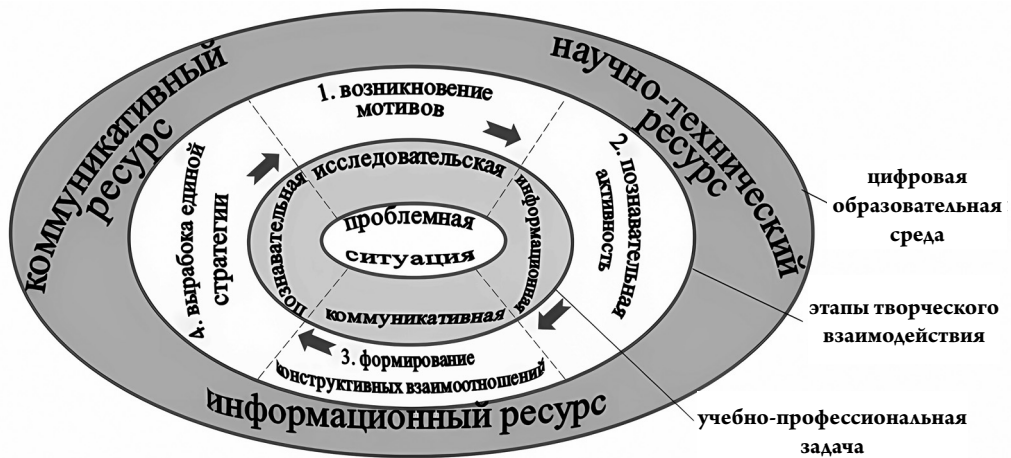 коммуникативный
ресурс
научно-технический
ресурс
1. возникновение
мотивов
2. познавательная
активность
4. вырабока единой
стратегии
исследовательская
познавательная
информационная
проблемная
ситуация
коммуникативная
3. формирование
конструктивных взаимоотношений
информационный ресурс
цифровая
образовательная
среда
этапы творческого
взаимодействия
учебно-профессиональная
задача